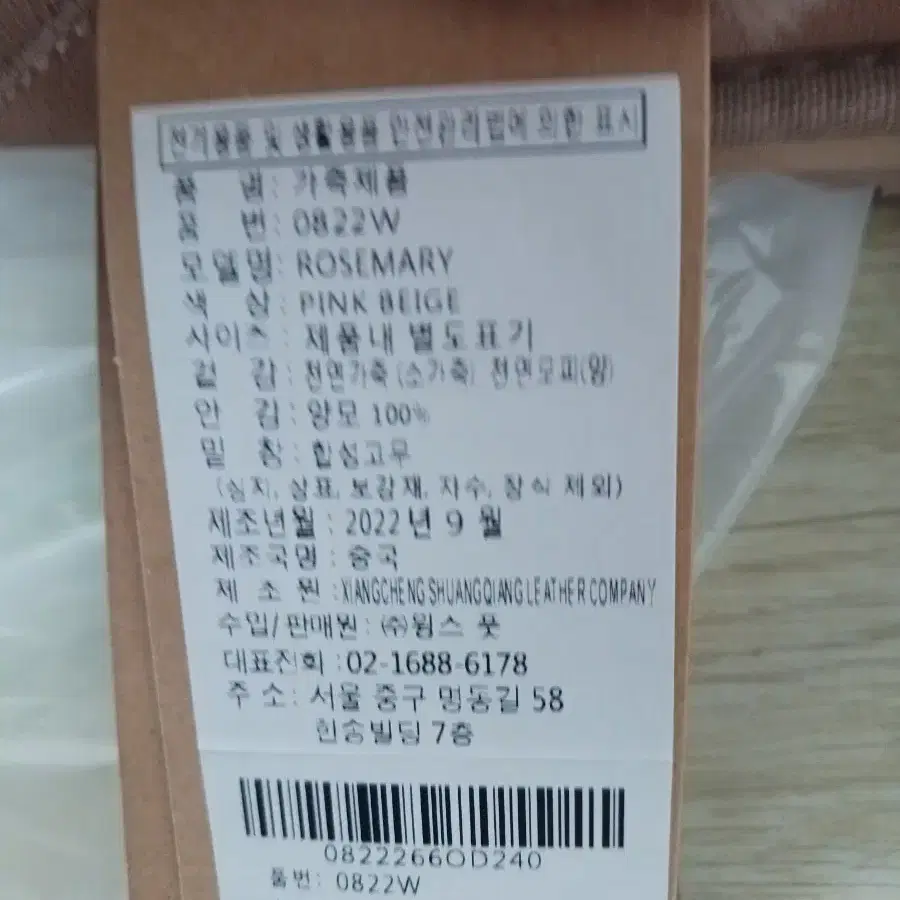 전기용품 및 생활용품 안전관리법에 의한 표시
품 명 : 가죽제품
품 번 : 0822W
모델명 : ROSEMARY
색 상 : PINK BEIGE
사이즈 : 제품내 별도표기
겉 감 : 천연가죽 (소가죽) 천연모피(양)
안 감 : 양모 100%
밑 창 : 합성고무
(심지, 상표, 보강재, 자수, 장식 제외)
제조년월 : 2022년 9월
제조국명 : 중국
제 조 원 : XIANGCHENG SHUANGQIANG LEATHER COMPANY
수입/판매원 : (주)윙스 풋
대표전화 : 02-1688-6178
주 소 : 서울 중구 명동길 58
한송빌딩 7층
0822266OD240
품번: 0822W